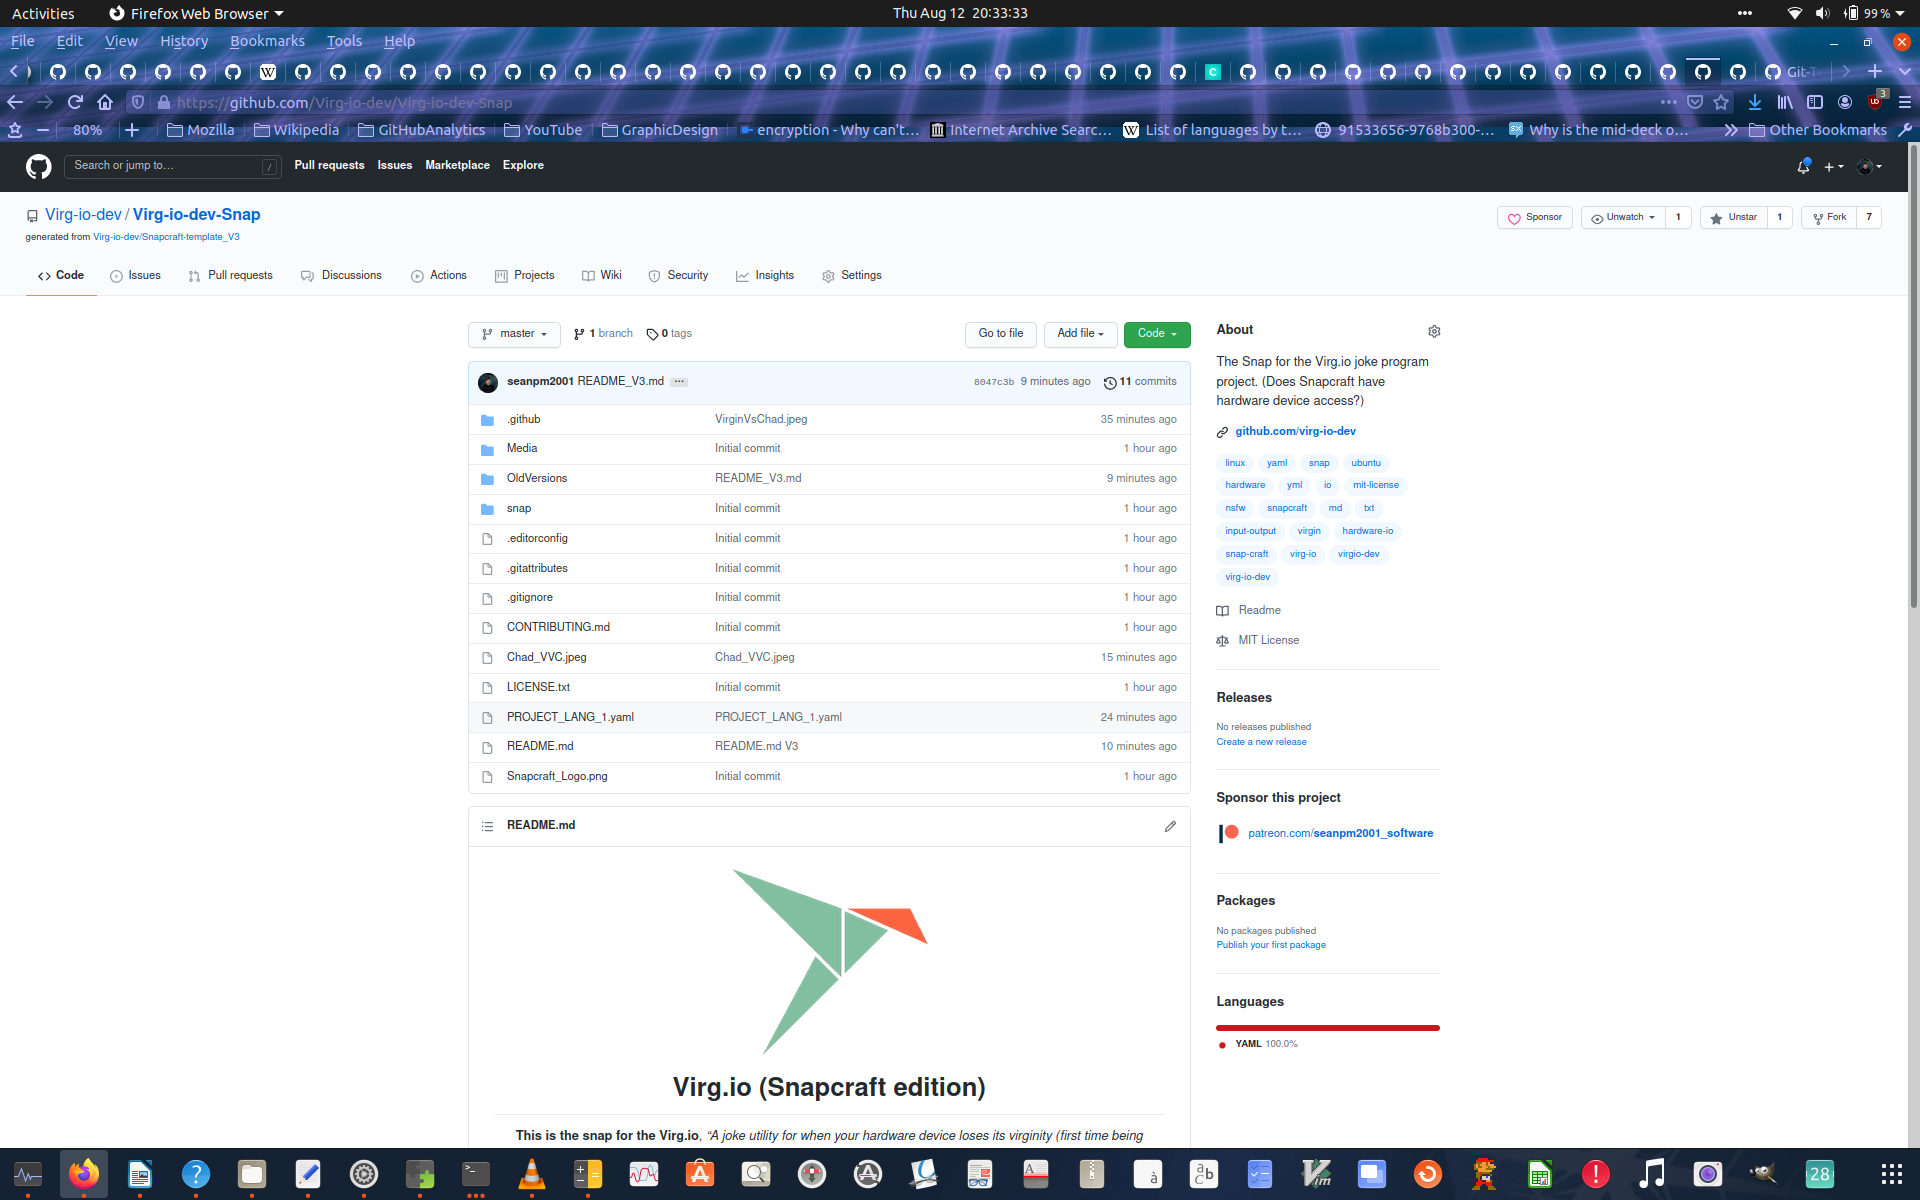 Activities Firefox Web Browser Thu Aug 12 20:33:33 99 %
File Edit View History Bookmarks Tools Help
Git-T
https://github.com/Virg-io-dev/Virg-io-dev-Snap 3
80% Mozilla Wikipedia GitHubAnalytics YouTube GraphicDesign encryption - Why can't... Internet Archive Searc... List of languages by t... 91533656-9768b300-... Why is the mid-deck o... Other Bookmarks
Search or jump to... / Pull requests Issues Marketplace Explore
Virg-io-dev / Virg-io-dev-Snap Sponsor Unwatch 1 Unstar 1 Fork 7
generated from Virg-io-dev/Snapcraft-template_V3
Code Issues Pull requests Discussions Actions Projects Wiki Security Insights Settings
master 1 branch 0 tags Go to file Add file Code
seanpm2001 README_V3.md ... 8047c3b 9 minutes ago 11 commits
.github VirginVsChad.jpeg 35 minutes ago
Media Initial commit 1 hour ago
OldVersions README_V3.md 9 minutes ago
snap Initial commit 1 hour ago
.editorconfig Initial commit 1 hour ago
.gitattributes Initial commit 1 hour ago
.gitignore Initial commit 1 hour ago
CONTRIBUTING.md Initial commit 1 hour ago
Chad_VVC.jpeg Chad_VVC.jpeg 15 minutes ago
LICENSE.txt Initial commit 1 hour ago
PROJECT_LANG_1.yaml PROJECT_LANG_1.yaml 24 minutes ago
README.md README.md V3 10 minutes ago
Snapcraft_Logo.png Initial commit 1 hour ago
README.md
Virg.io (Snapcraft edition)
This is the snap for the Virg.io, “A joke utility for when your hardware device loses its virginity (first time being
About
The Snap for the Virg.io joke program
project. (Does Snapcraft have
hardware device access?)
github.com/virg-io-dev
linux yaml snap ubuntu
hardware yml io mit-license
nsfw snapcraft md txt
input-output virgin hardware-io
snap-craft virg-io virgio-dev
virg-io-dev
Readme
MIT License
Releases
No releases published
Create a new release
Sponsor this project
patreon.com/seanpm2001_software
Packages
No packages published
Publish your first package
Languages
YAML 100.0%
28